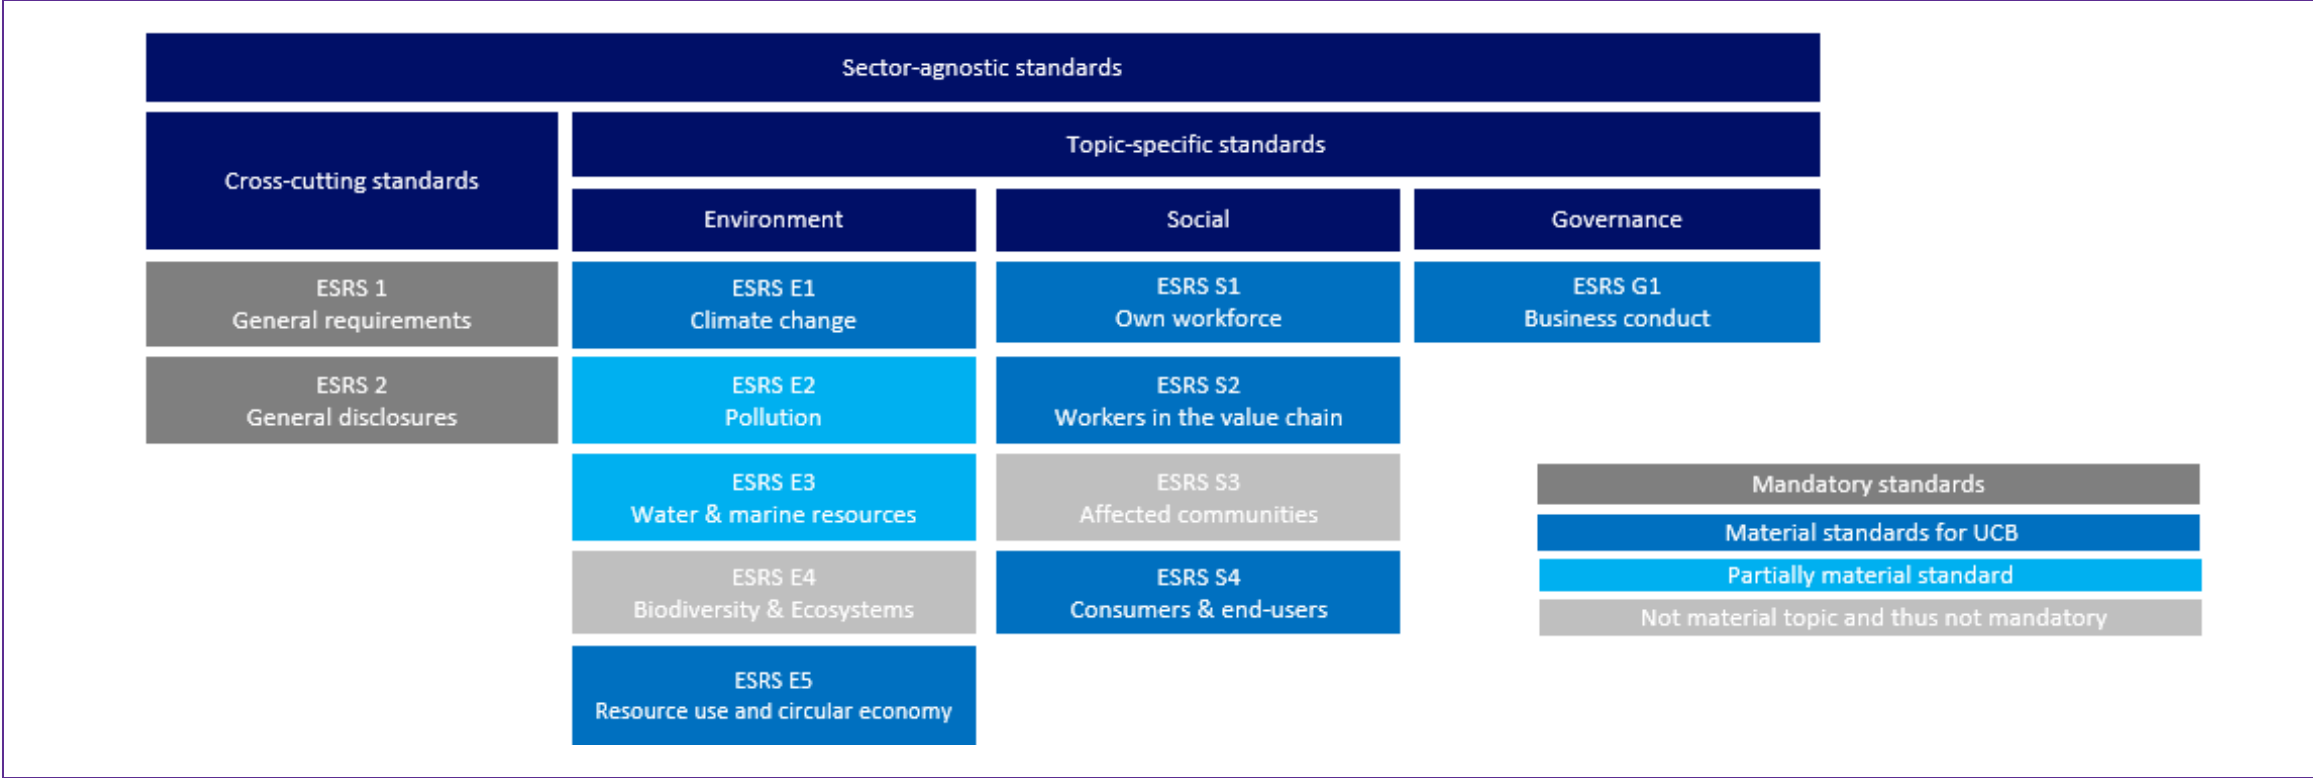 Sector-agnostic standards
Cross-cutting standards
Topic-specific standards
Environment
Social
Governance
ESRS 1
General requirements
ESRS E1
Climate change
ESRS S1
Own workforce
ESRS G1
Business conduct
ESRS 2
General disclosures
ESRS E2
Pollution
ESRS S2
Workers in the value chain
ESRS E3
Water & marine resources
ESRS S3
Affected communities
ESRS E4
Biodiversity & Ecosystems
ESRS S4
Consumers & end-users
ESRS E5
Resource use and circular economy
Mandatory standards
Material standards for UCB
Partially material standard
Not material topic and thus not mandatory